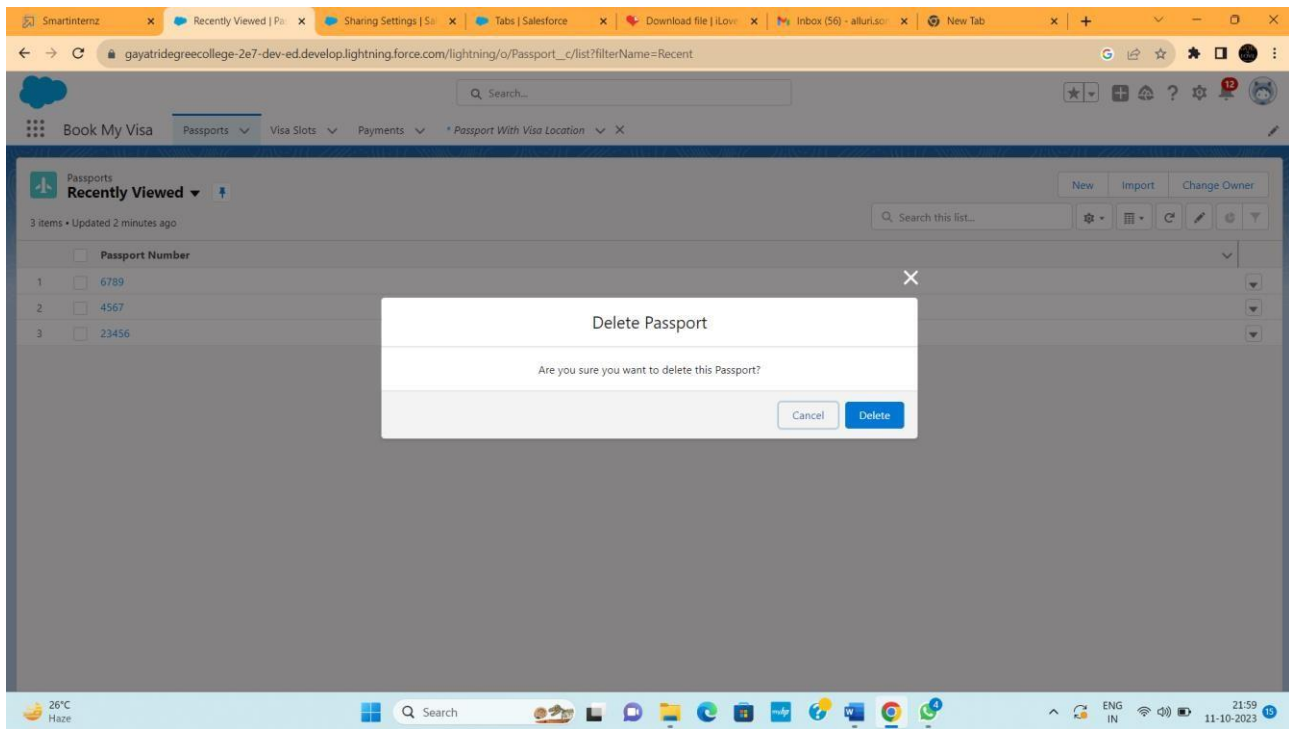 Smartinternz
Recently Viewed | Pa
Sharing Settings | Sa
Tabs | Salesforce
Download file | iLove
Inbox (56) - alluri.son
New Tab
gayatridegreecollege-2e7-dev-ed.develop.lightning.force.com/lightning/o/Passport__c/list?filterName=Recent
Search...
12
Book My Visa
Passports
Visa Slots
Payments
* Passport With Visa Location
Passports
Recently Viewed
New
Import
Change Owner
3 items • Updated 2 minutes ago
Search this list...
Passport Number
1 6789
2 4567
3 23456
Delete Passport
Are you sure you want to delete this Passport?
Cancel
Delete
26°C
Haze
Search
ENG
IN
21:59
11-10-2023
15